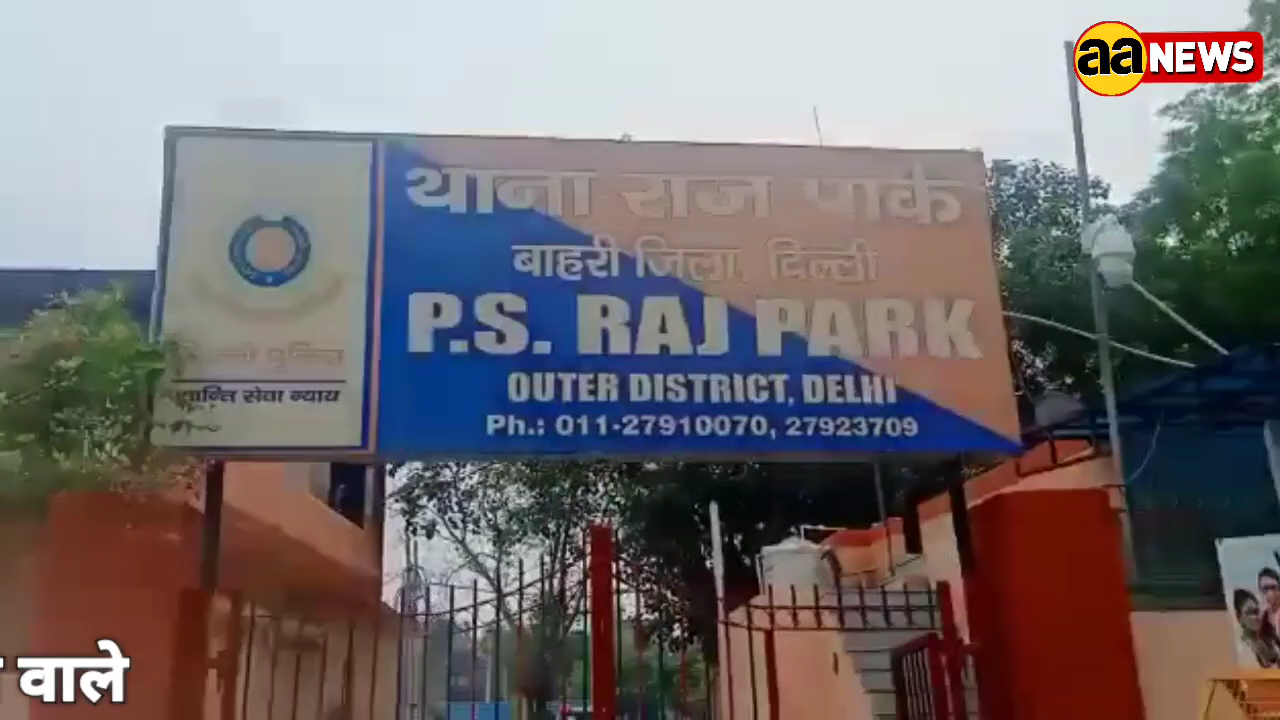 aa NEWS
थाना राज पार्क
बाहरी जिला, दिल्ली
P.S. RAJ PARK
OUTER DISTRICT, DELHI
Ph.: 011-27910070, 27923709
शान्ति सेवा न्याय
वाले